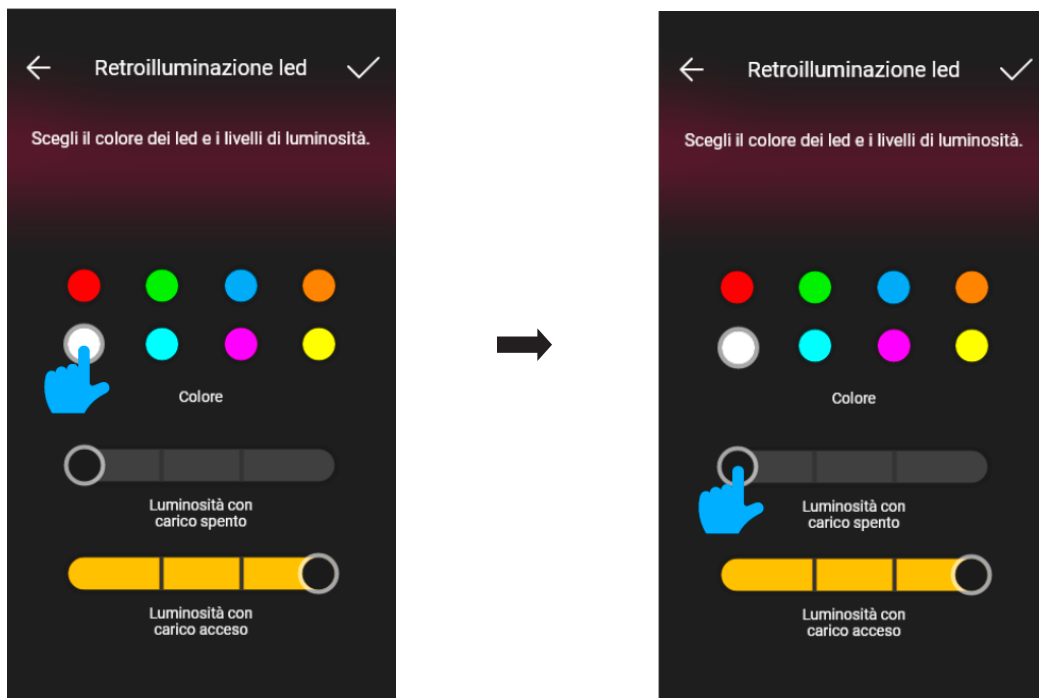 Retroilluminazione led
Scegli il colore dei led e i livelli di luminosità.
Colore
Luminosità con
carico spento
Luminosità con
carico acceso
Retroilluminazione led
Scegli il colore dei led e i livelli di luminosità.
Colore
Luminosità con
carico spento
Luminosità con
carico acceso